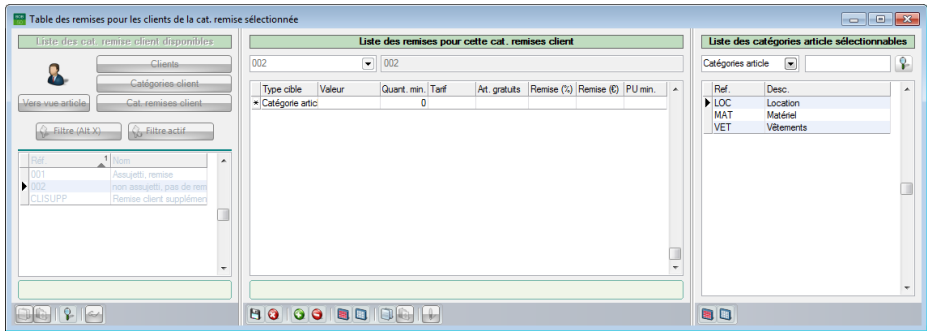 Table des remises pour les clients de la cat. remise sélectionnée
Liste des cat. remise client disponibles
Clients
Catégories client
Vers vue article
Cat. remises client
Filtre (Alt X)
Filtre actif
Réf. 1 Nom
001 Assujetti, remise
002 non assujetti, pas de rem
CLISUPP Remise client supplémen
Liste des remises pour cette cat. remises client
002 002
Type cible Valeur Quant. min. Tarif Art. gratuits Remise (%) Remise (€) PU min.
Catégorie artic 0
Liste des catégories article sélectionnables
Catégories article
Ref. Desc.
LOC Location
MAT Matériel
VET Vêtements